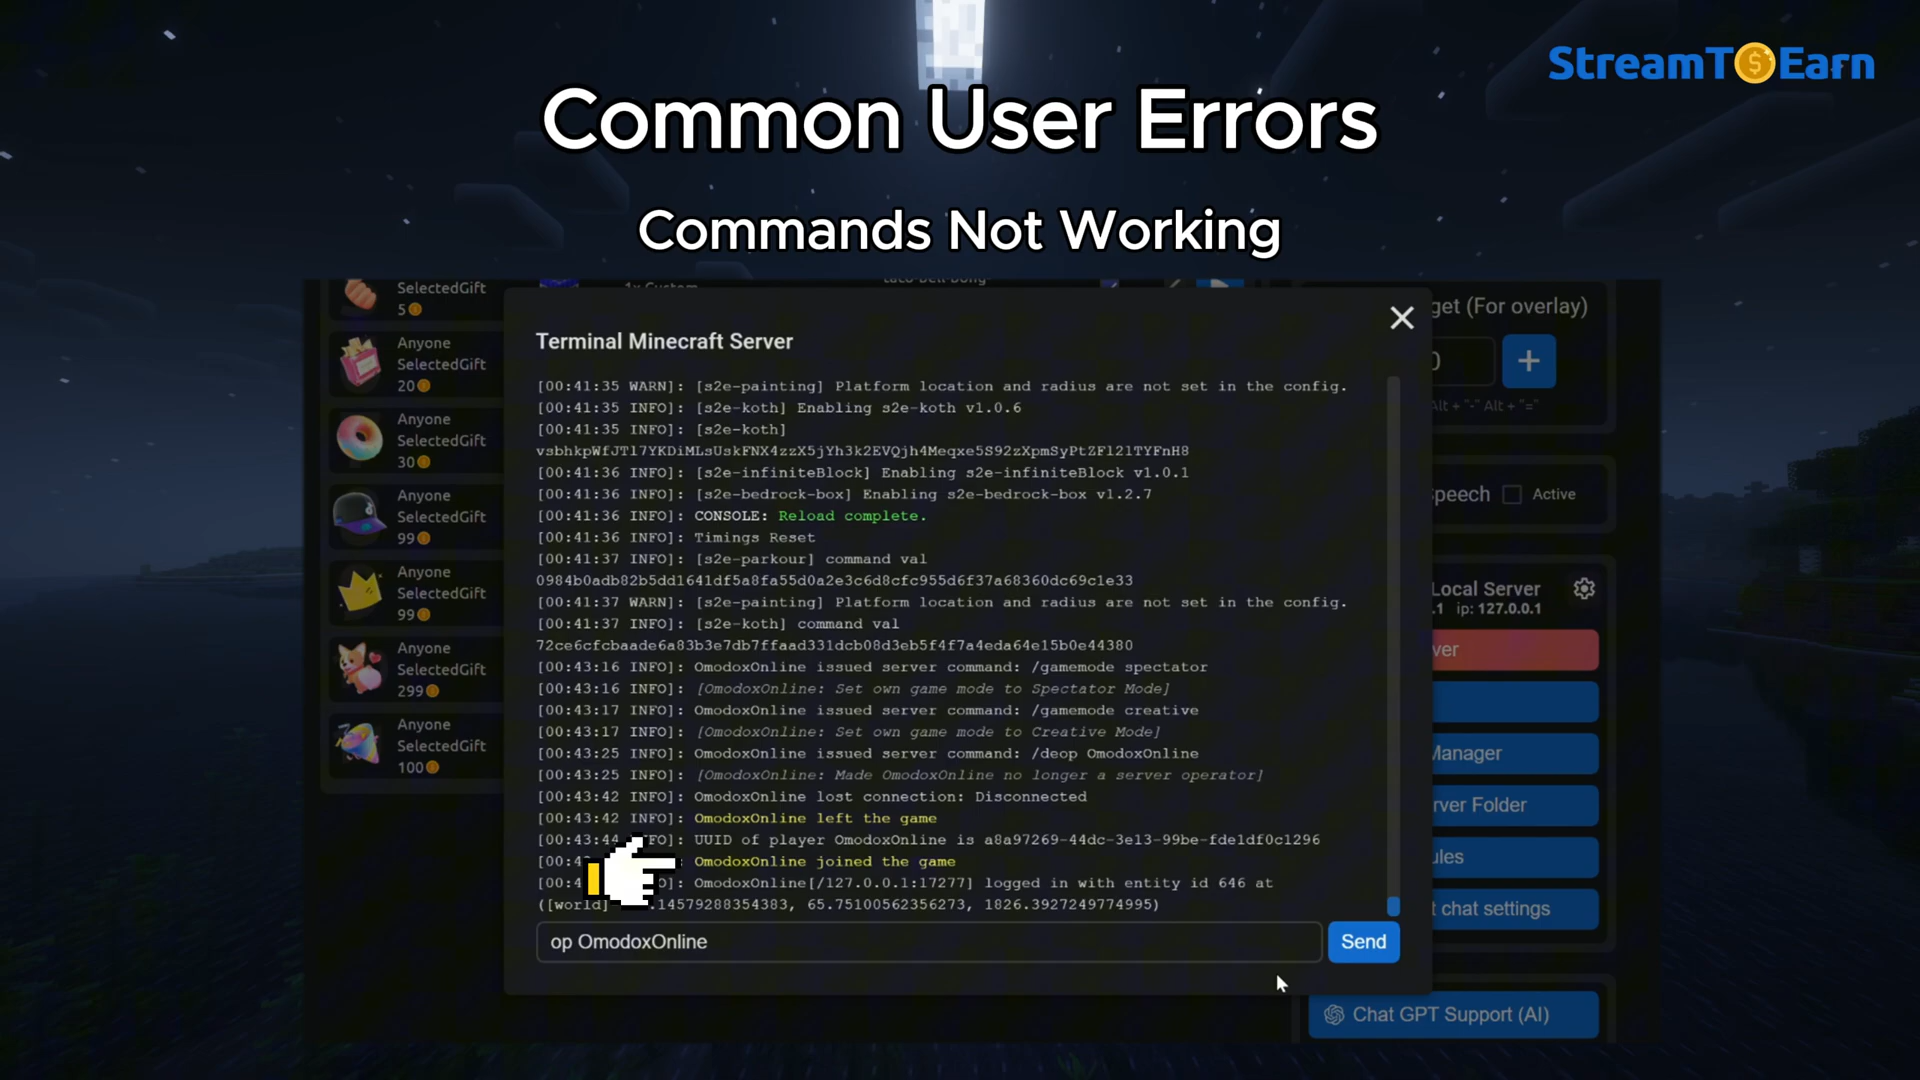 StreamToEarn
Common User Errors
Commands Not Working
SelectedGift
5
Anyone
SelectedGift
20
Anyone
SelectedGift
30
Anyone
SelectedGift
99
Anyone
SelectedGift
99
Anyone
SelectedGift
299
Anyone
SelectedGift
100
1x Custom
taco-bell-bong
Terminal Minecraft Server
[00:41:35 WARN]: [s2e-painting] Platform location and radius are not set in the config.
[00:41:35 INFO]: [s2e-koth] Enabling s2e-koth v1.0.6
[00:41:35 INFO]: [s2e-koth]
[00:41:36 INFO]: [s2e-infiniteBlock] Enabling s2e-infiniteBlock v1.0.1
[00:41:36 INFO]: [s2e-bedrock-box] Enabling s2e-bedrock-box v1.2.7
[00:41:36 INFO]: CONSOLE: Reload complete.
[00:41:36 INFO]: Timings Reset
[00:41:37 INFO]: [s2e-parkour] command val
0984b0adb82b5dd1641df5a8fa55d0a2e3c6d8cfc955d6f37a68360dc69c1e33
[00:41:37 WARN]: [s2e-painting] Platform location and radius are not set in the config.
[00:41:37 INFO]: [s2e-koth] command val
72ce6cfcbaade6a83b3e7db7ffaad331dcb08d3eb5f4f7a4eda64e15b0e44380
[00:43:16 INFO]: OmodoxOnline issued server command: /gamemode spectator
[00:43:16 INFO]: [OmodoxOnline: Set own game mode to Spectator Mode]
[00:43:17 INFO]: OmodoxOnline issued server command: /gamemode creative
[00:43:17 INFO]: [OmodoxOnline: Set own game mode to Creative Mode]
[00:43:25 INFO]: OmodoxOnline issued server command: /deop OmodoxOnline
[00:43:25 INFO]: [OmodoxOnline: Made OmodoxOnline no longer a server operator]
[00:43:42 INFO]: OmodoxOnline lost connection: Disconnected
[00:43:42 INFO]: OmodoxOnline left the game
[00:43:44 INFO]: UUID of player OmodoxOnline is a8a97269-44dc-3e13-99be-fde1df0c1296
[00:4 : OmodoxOnline joined the game
[00:4 O]: OmodoxOnline[/127.0.0.1:17277] logged in with entity id 646 at
([world] .14579288354383, 65.75100562356273, 1826.3927249774995)
op OmodoxOnline
Send
get (For overlay)
0
+
Alt + "-" Alt + "="
peech Active
Local Server
.1 ip: 127.0.0.1
ver
Manager
rver Folder
ules
t chat settings
Chat GPT Support (AI)